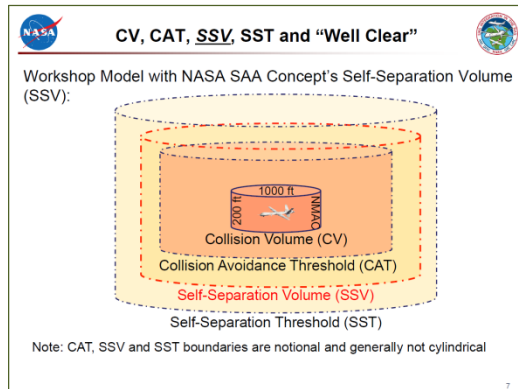 NASA
CV, CAT, SSV, SST and “Well Clear”
Workshop Model with NASA SAA Concept's Self-Separation Volume
(SSV):
1000 ft
200 ft
NMAC
Collision Volume (CV)
Collision Avoidance Threshold (CAT)
Self-Separation Volume (SSV)
Self-Separation Threshold (SST)
Note: CAT, SSV and SST boundaries are notional and generally not cylindrical
7